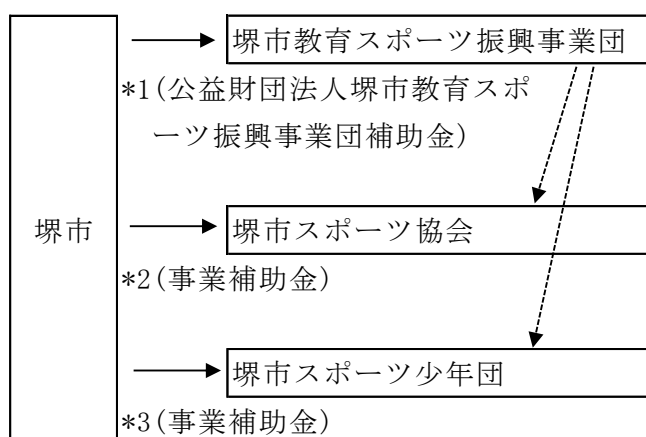 堺市教育スポーツ振興事業団
*1(公益財団法人堺市教育スポ
ーツ振興事業団補助金)
堺市
堺市スポーツ協会
*2(事業補助金)
堺市スポーツ少年団
*3(事業補助金)